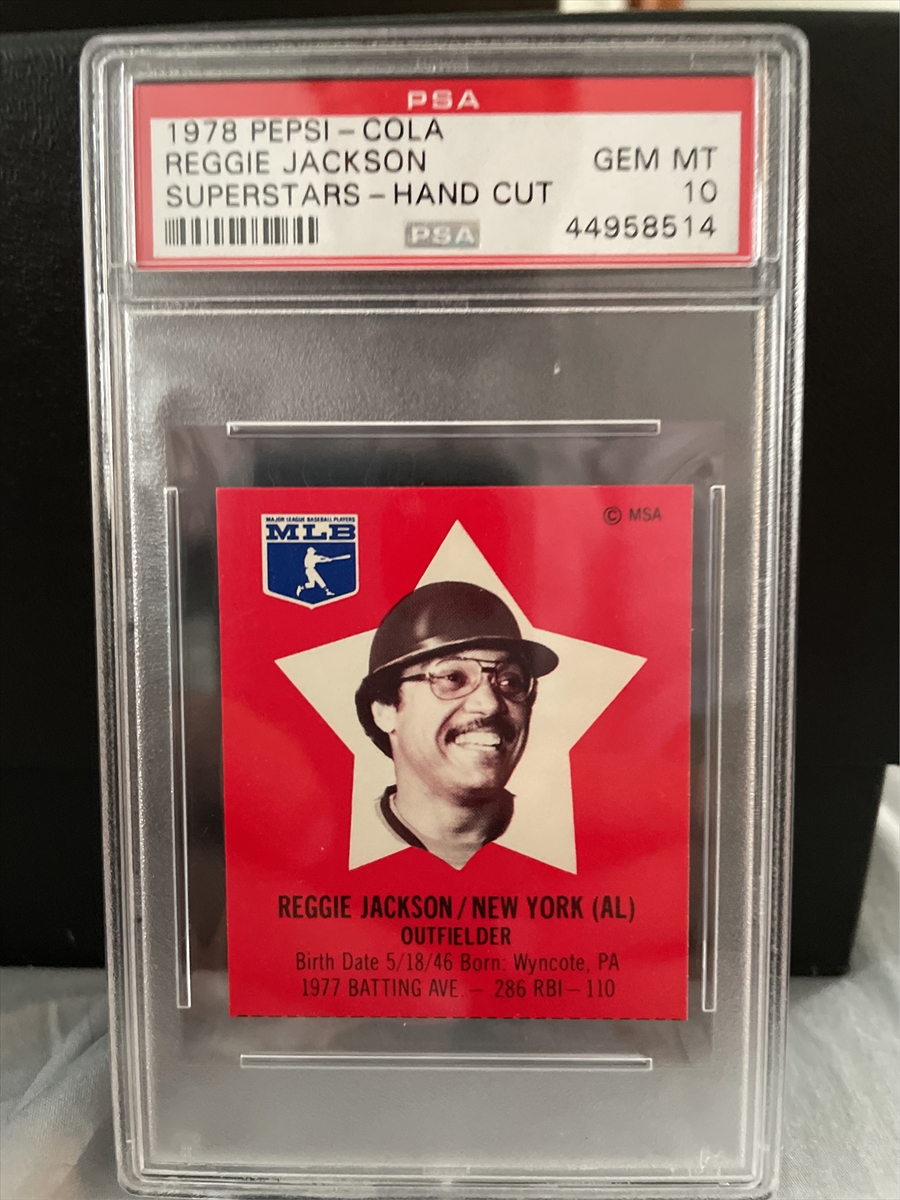 PSA
1978 PEPSI-COLA
REGGIE JACKSON GEM MT
SUPERSTARS-HAND CUT 10
PSA 44958514
MAJOR LEAGUE BASEBALL PLAYERS
MLB
© MSA
REGGIE JACKSON/NEW YORK (AL)
OUTFIELDER
Birth Date 5/18/46 Born: Wyncote, PA
1977 BATTING AVE. — 286 RBI—110